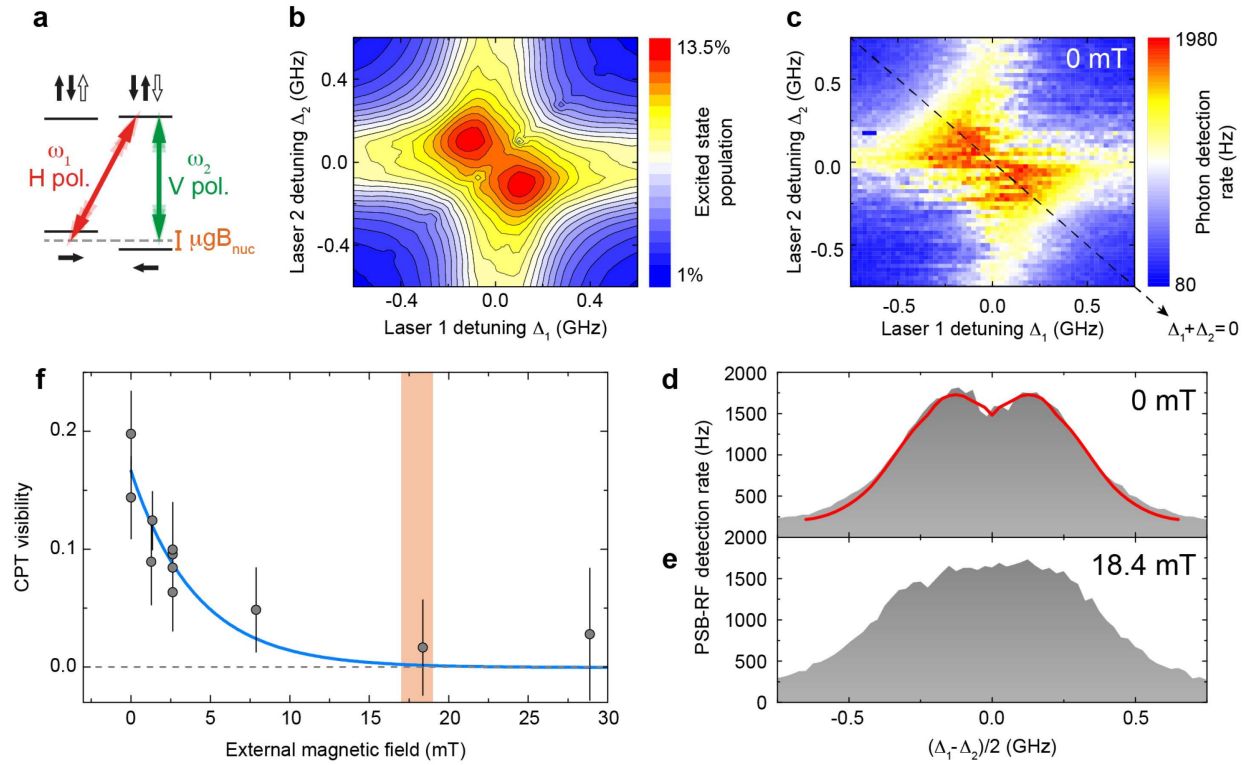 a
ω1
H pol.
ω2
V pol.
μgBnuc
b
Laser 2 detuning Δ2 (GHz)
0.4
0.0
-0.4
-0.4
0.0
0.4
Laser 1 detuning Δ1 (GHz)
13.5%
1%
Excited state
population
c
0 mT
Laser 2 detuning Δ2 (GHz)
0.5
0.0
-0.5
-0.5
0.0
0.5
Laser 1 detuning Δ1 (GHz)
Δ1+Δ2=0
1980
80
Photon detection
rate (Hz)
f
CPT visibility
0.2
0.1
0.0
0
5
10
15
20
25
30
External magnetic field (mT)
d
0 mT
2000
1500
1000
500
2000
e
18.4 mT
1500
1000
500
0
PSB-RF detection rate (Hz)
-0.5
0.0
0.5
(Δ1-Δ2)/2 (GHz)